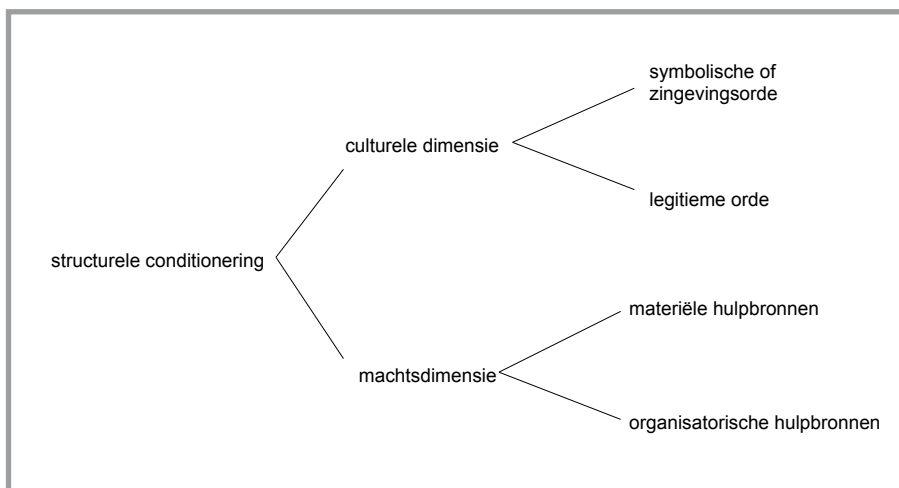 symbolische of
zingevingsorde
culturele dimensie
legitieme orde
structurele conditionering
materiële hulpbronnen
machtsdimensie
organisatorische hulpbronnen